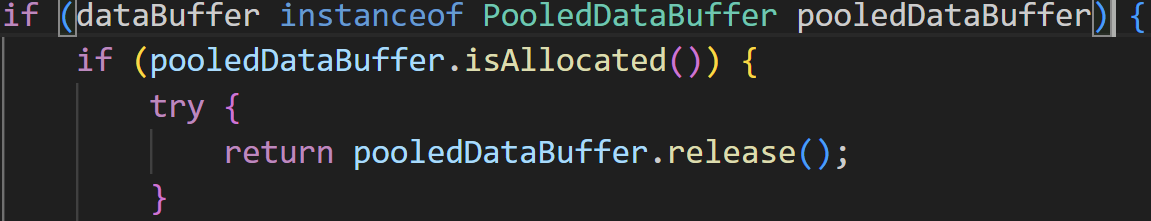 if (dataBuffer instanceof PooledDataBuffer pooledDataBuffer) {
if (pooledDataBuffer.isAllocated()) {
try {
return pooledDataBuffer.release();
}